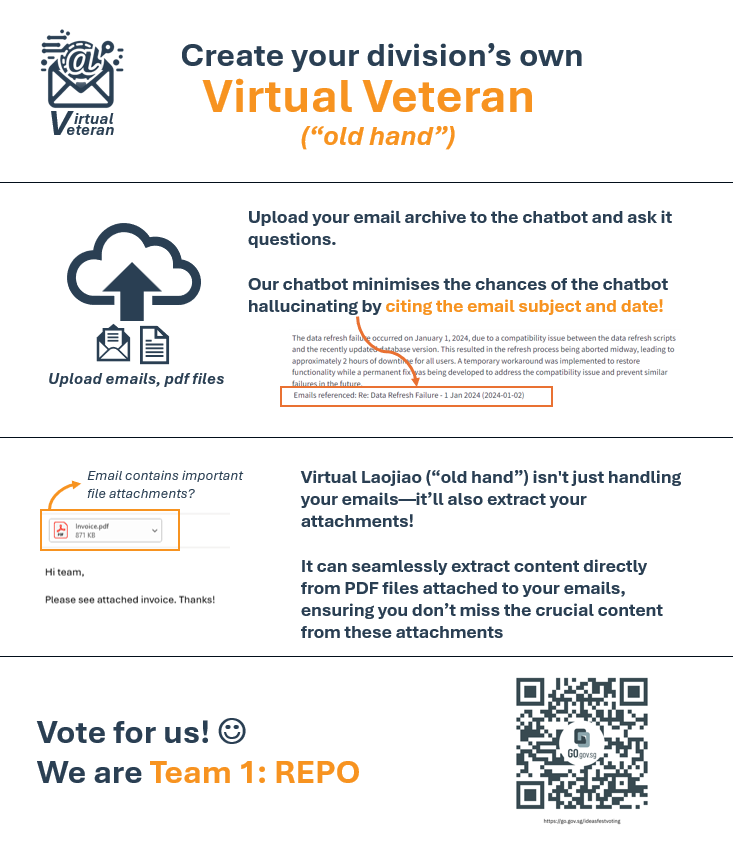 Virtual
Veteran
Create your division’s own
Virtual Veteran
(“old hand”)
Upload emails, pdf files
Upload your email archive to the chatbot and ask it
questions.
Our chatbot minimises the chances of the chatbot
hallucinating by citing the email subject and date!
The data refresh failure occurred on January 1, 2024, due to a compatibility issue between the data refresh scripts
and the recently updated database version. This resulted in the refresh process being aborted midway, leading to
approximately 2 hours of downtime for all users. A temporary workaround was implemented to restore
functionality while a permanent fix was being developed to address the compatibility issue and prevent similar
failures in the future.
Emails referenced: Re: Data Refresh Failure - 1 Jan 2024 (2024-01-02)
Email contains important
file attachments?
PDF
Invoice.pdf
871 KB
Hi team,
Please see attached invoice. Thanks!
Virtual Laojiao (“old hand”) isn't just handling
your emails—it’ll also extract your
attachments!
It can seamlessly extract content directly
from PDF files attached to your emails,
ensuring you don’t miss the crucial content
from these attachments
Vote for us! ☺
We are Team 1: REPO
GO gov.sg
https://go.gov.sg/ideasfestvoting